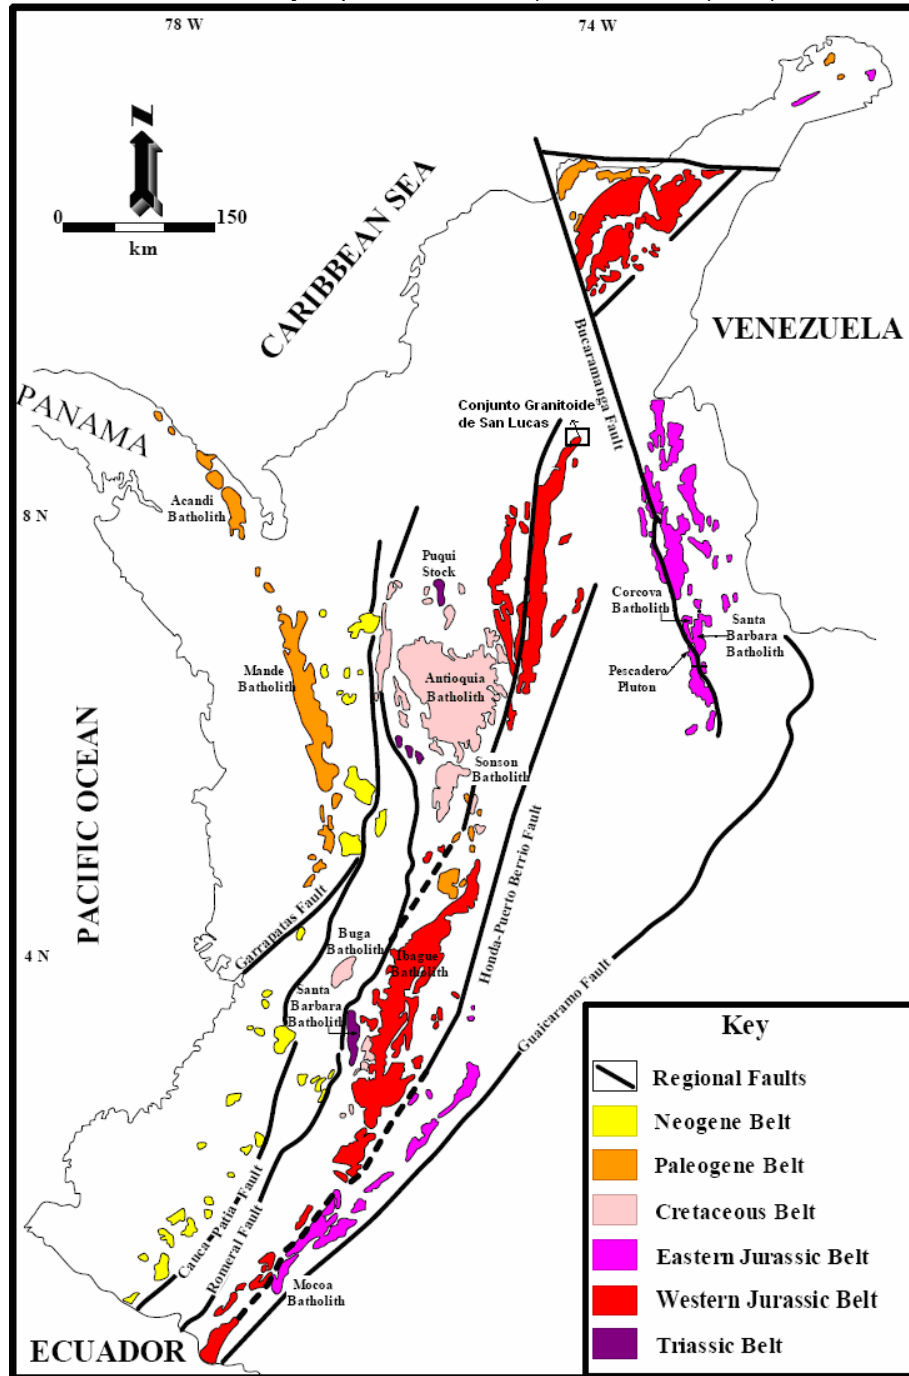 78 W
74 W
N
0
150
km
CARIBBEAN SEA
VENEZUELA
PANAMA
Conjunto Granitoide
de San Lucas
Bucaramanga Fault
Acandi
Batholith
8 N
Puqui
Stock
Corcova
Batholith
Santa
Barbara
Batholith
Mande
Batholith
Antioquia
Batholith
Pescadero
Pluton
PACIFIC OCEAN
Sonson
Batholith
Honda-Puerto Berrio Fault
Garrapatas Fault
Buga
Batholith
4 N
Ibague
Batholith
Santa
Barbara
Batholith
Guaicaramo Fault
Cauca-Patia Fault
Romeral Fault
Mocoa
Batholith
ECUADOR
Key
Regional Faults
Neogene Belt
Paleogene Belt
Cretaceous Belt
Eastern Jurassic Belt
Western Jurassic Belt
Triassic Belt